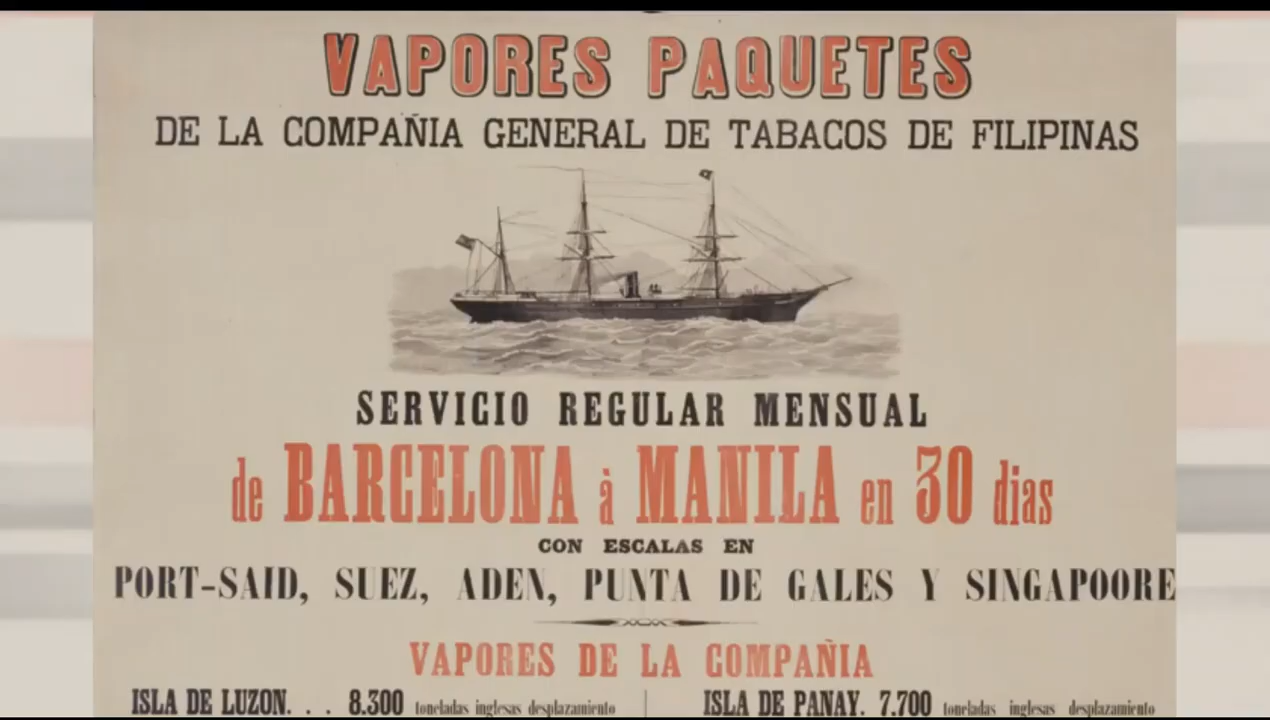 VAPORES PAQUETES
DE LA COMPAÑIA GENERAL DE TABACOS DE FILIPINAS
SERVICIO REGULAR MENSUAL
de BARCELONA à MANILA en 30 dias
CON ESCALAS EN
PORT-SAID, SUEZ, ADEN, PUNTA DE GALES Y SINGAPOORE
VAPORES DE LA COMPAÑIA
ISLA DE LUZON. . . 8.300 toneladas inglesas desplazamiento
ISLA DE PANAY. 7.700 toneladas inglesas desplazamiento